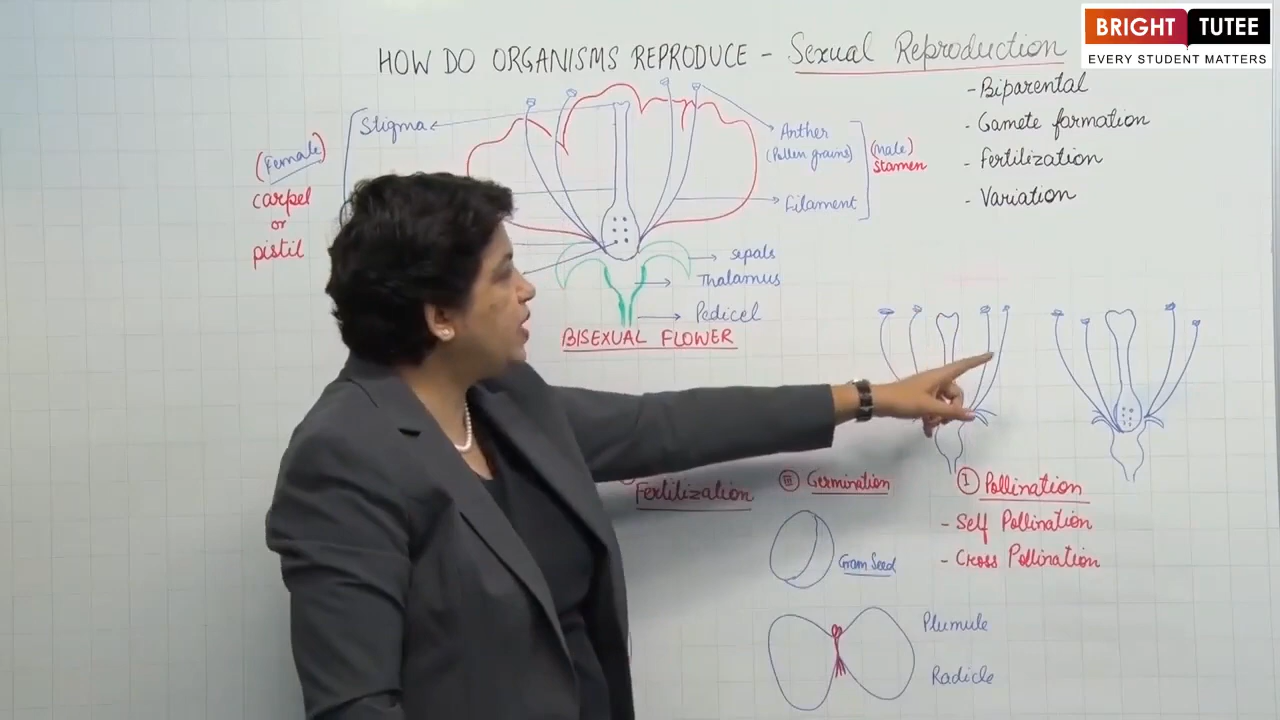 BRIGHT TUTEE
EVERY STUDENT MATTERS
HOW DO ORGANISMS REPRODUCE - Sexual Reproduction
- Biparental
- Gamete formation
- Fertilization
- Variation
Stigma
(Female)
carpel
or
pistil
Anther
(Pollen grains)
(male)
stamen
filament
sepals
Thalamus
Pedicel
BISEXUAL FLOWER
Fertilization
III Germination
I Pollination
- Self Pollination
- Cross Pollination
Gram Seed
Plumule
Radicle